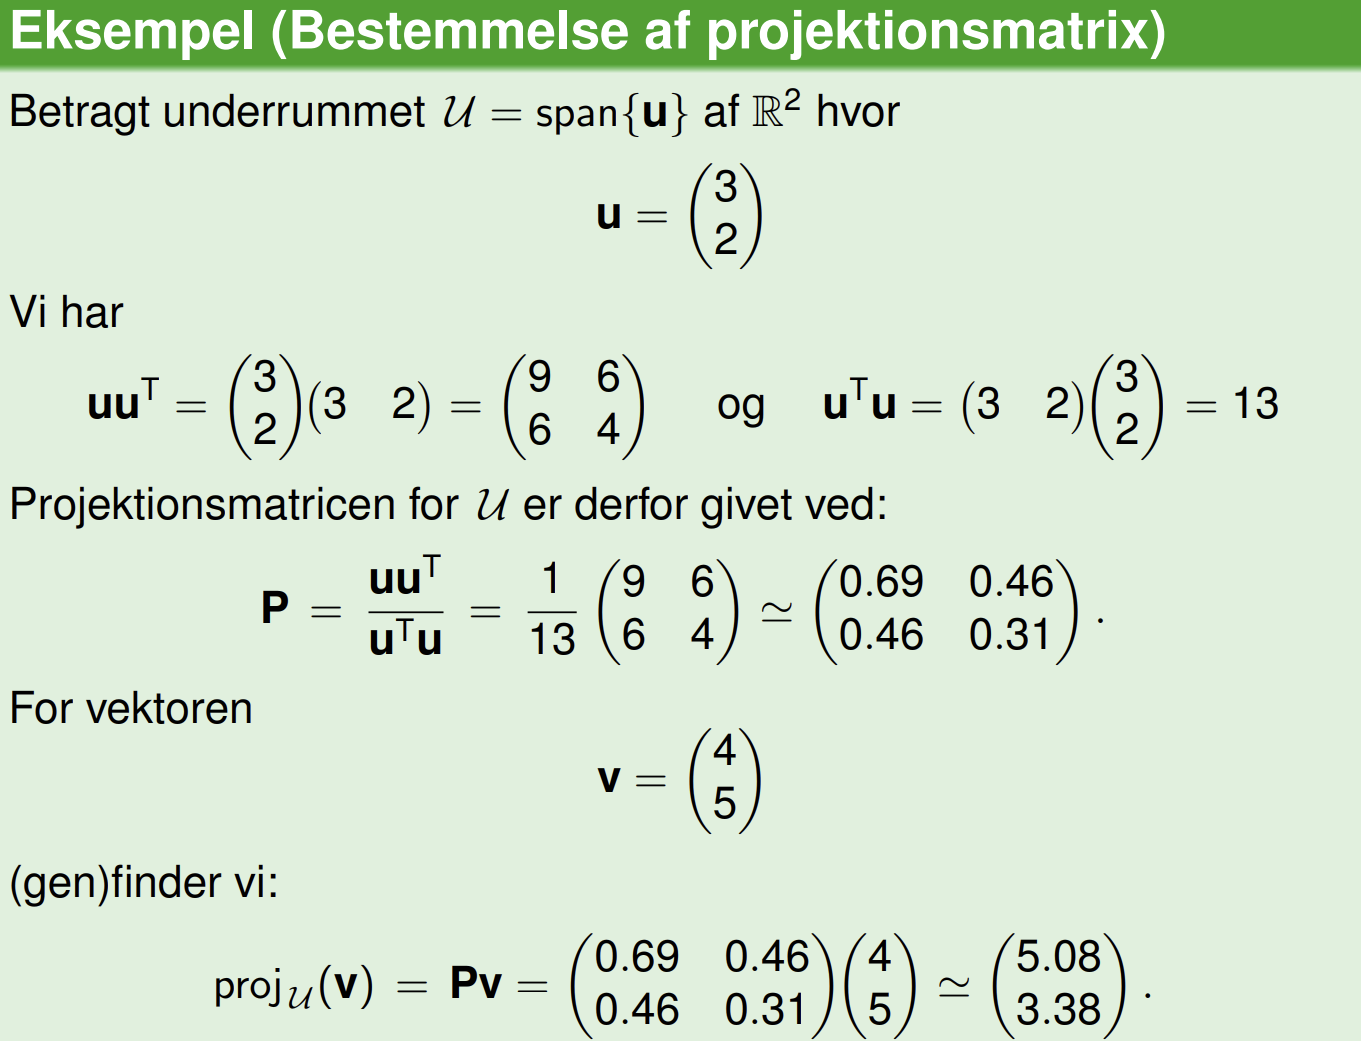 Eksempel (Bestemmelse af projektionsmatrix)
Betragt underrummet 𝒰 = span{u} af ℝ² hvor
u = (3; 2)
Vi har
uuᵀ = (3; 2)(3 2) = (9 6; 6 4) og uᵀu = (3 2)(3; 2) = 13
Projektionsmatricen for 𝒰 er derfor givet ved:
P = uuᵀ/uᵀu = 1/13 (9 6; 6 4) ≃ (0.69 0.46; 0.46 0.31).
For vektoren
v = (4; 5)
(gen)finder vi:
proj_𝒰(v) = Pv = (0.69 0.46; 0.46 0.31)(4; 5) ≃ (5.08; 3.38).